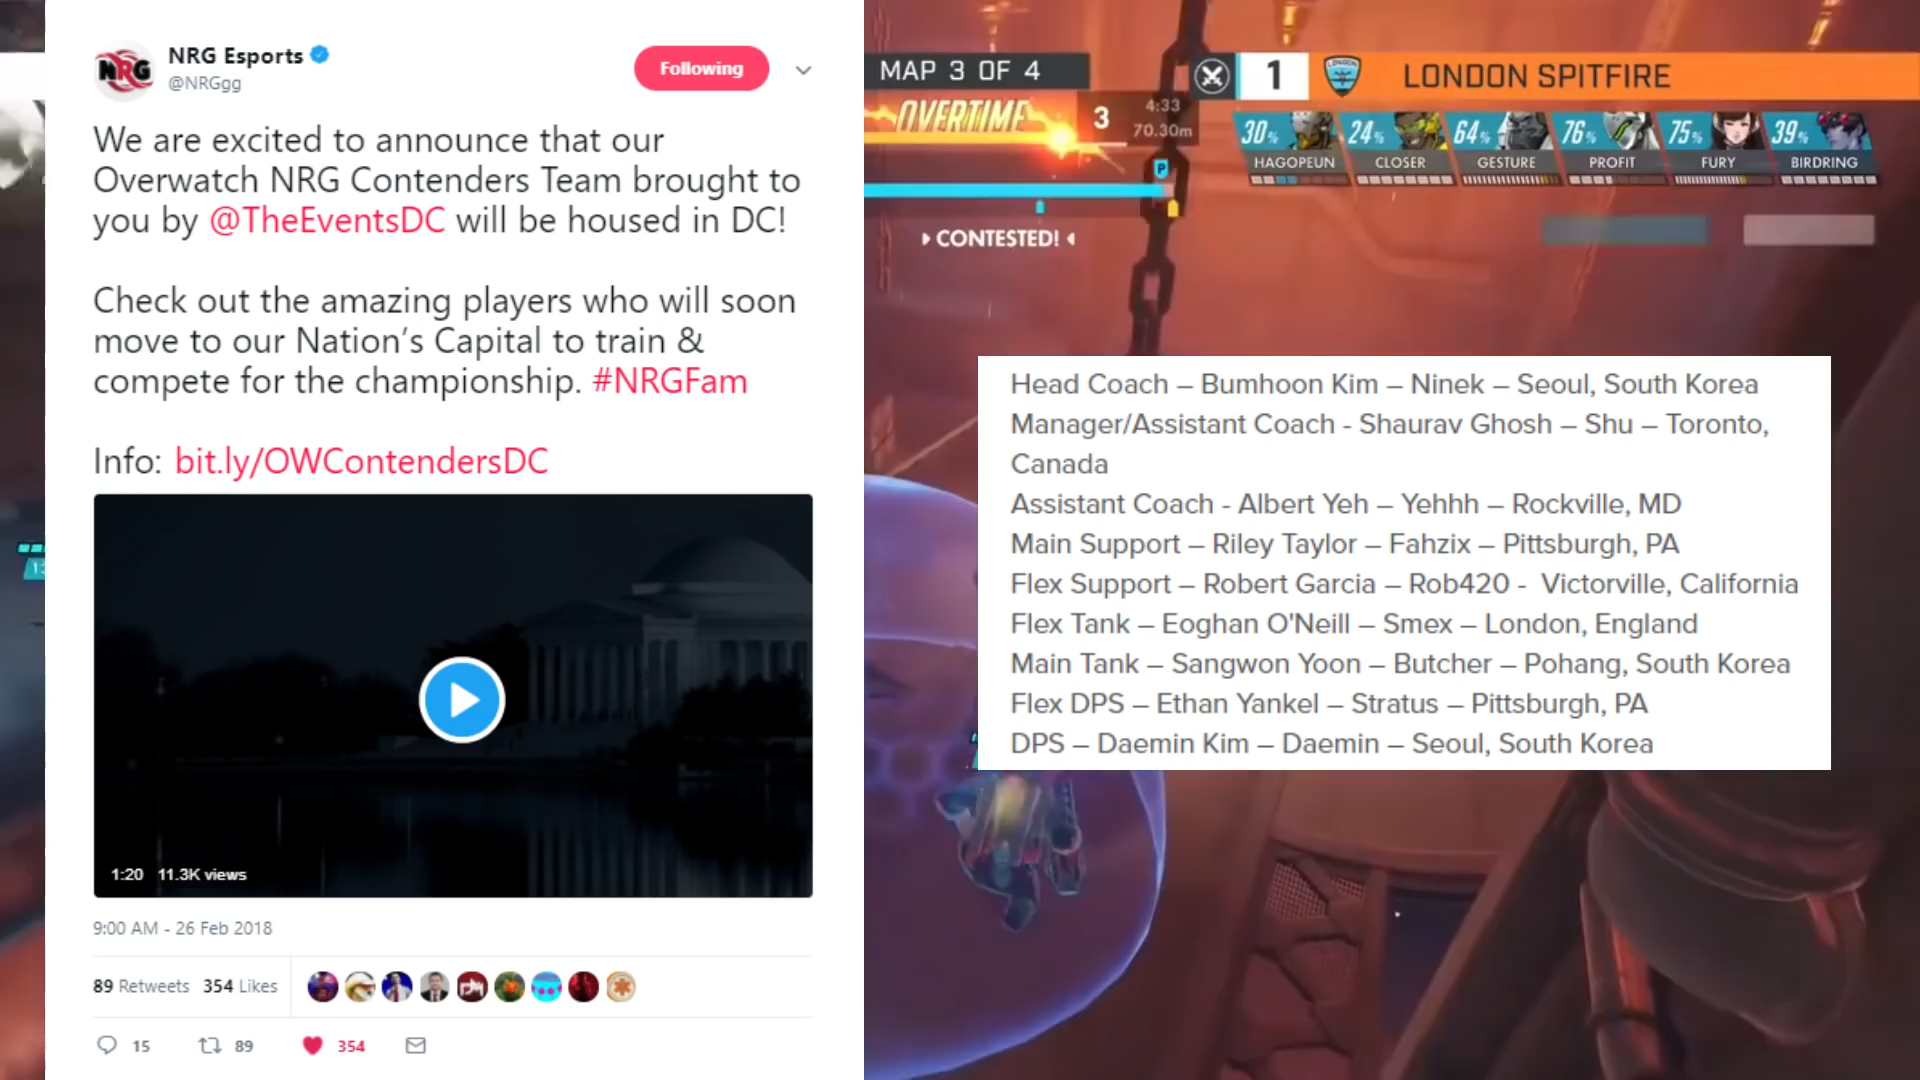 NRG
NRG Esports
@NRGgg
Following
We are excited to announce that our
Overwatch NRG Contenders Team brought to
you by @TheEventsDC will be housed in DC!
Check out the amazing players who will soon
move to our Nation’s Capital to train &
compete for the championship. #NRGFam
Info: bit.ly/OWContendersDC
1:20 11.3K views
9:00 AM - 26 Feb 2018
89 Retweets 354 Likes
15 89 354
MAP 3 OF 4
1
LONDON
LONDON SPITFIRE
OVERTIME
3
4:33
70.30m
30% 24% 64% 76% 75% 39%
HAGOPEUN CLOSER GESTURE PROFIT FURY BIRDRING
P
CONTESTED!
Head Coach – Bumhoon Kim – Ninek – Seoul, South Korea
Manager/Assistant Coach - Shaurav Ghosh – Shu – Toronto,
Canada
Assistant Coach - Albert Yeh – Yehhh – Rockville, MD
Main Support – Riley Taylor – Fahzix – Pittsburgh, PA
Flex Support – Robert Garcia – Rob420 - Victorville, California
Flex Tank – Eoghan O'Neill – Smex – London, England
Main Tank – Sangwon Yoon – Butcher – Pohang, South Korea
Flex DPS – Ethan Yankel – Stratus – Pittsburgh, PA
DPS – Daemin Kim – Daemin – Seoul, South Korea